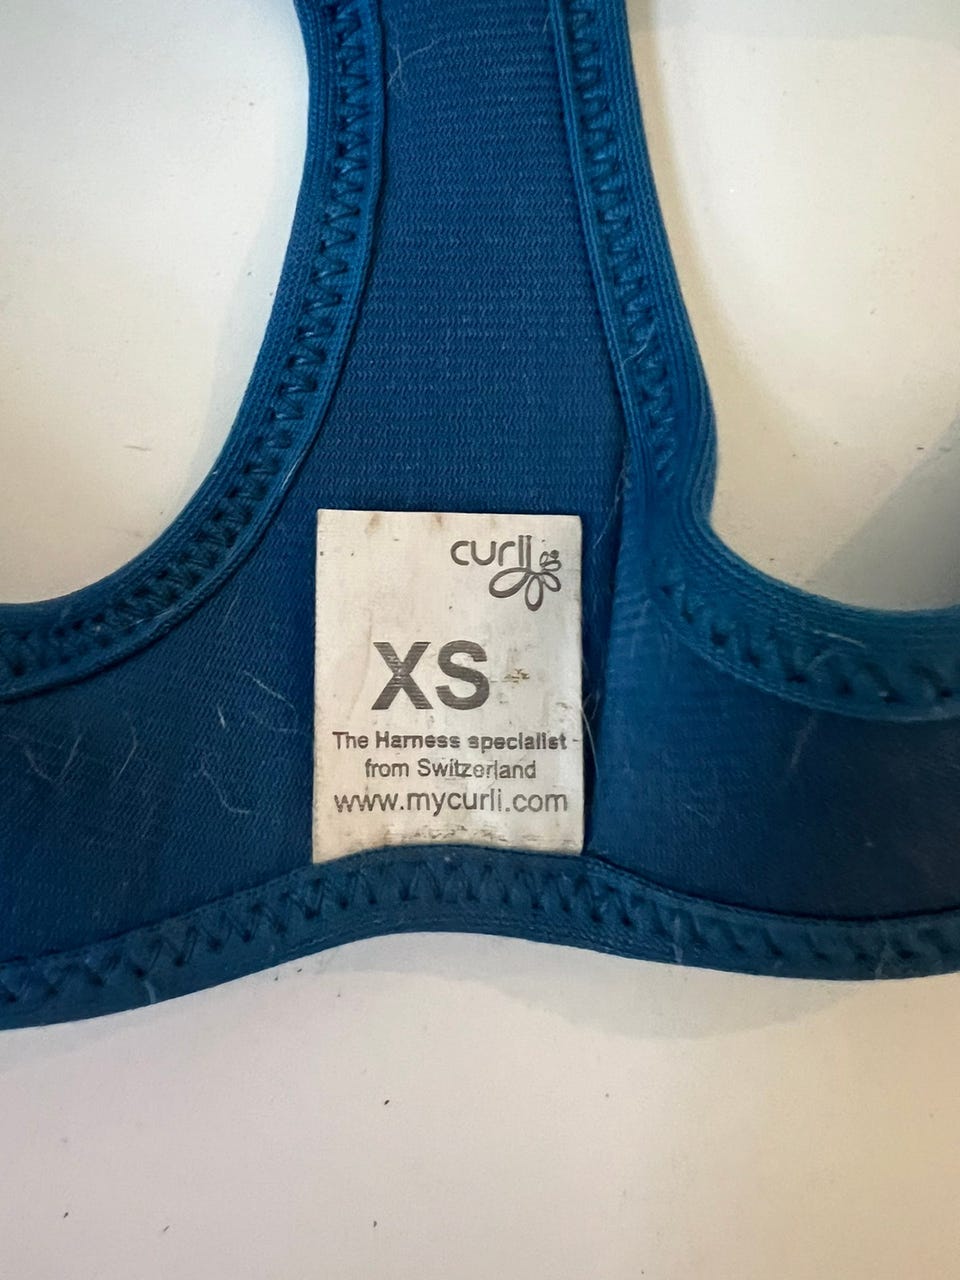 curli
XS
The Harness specialist
from Switzerland
www.mycurli.com